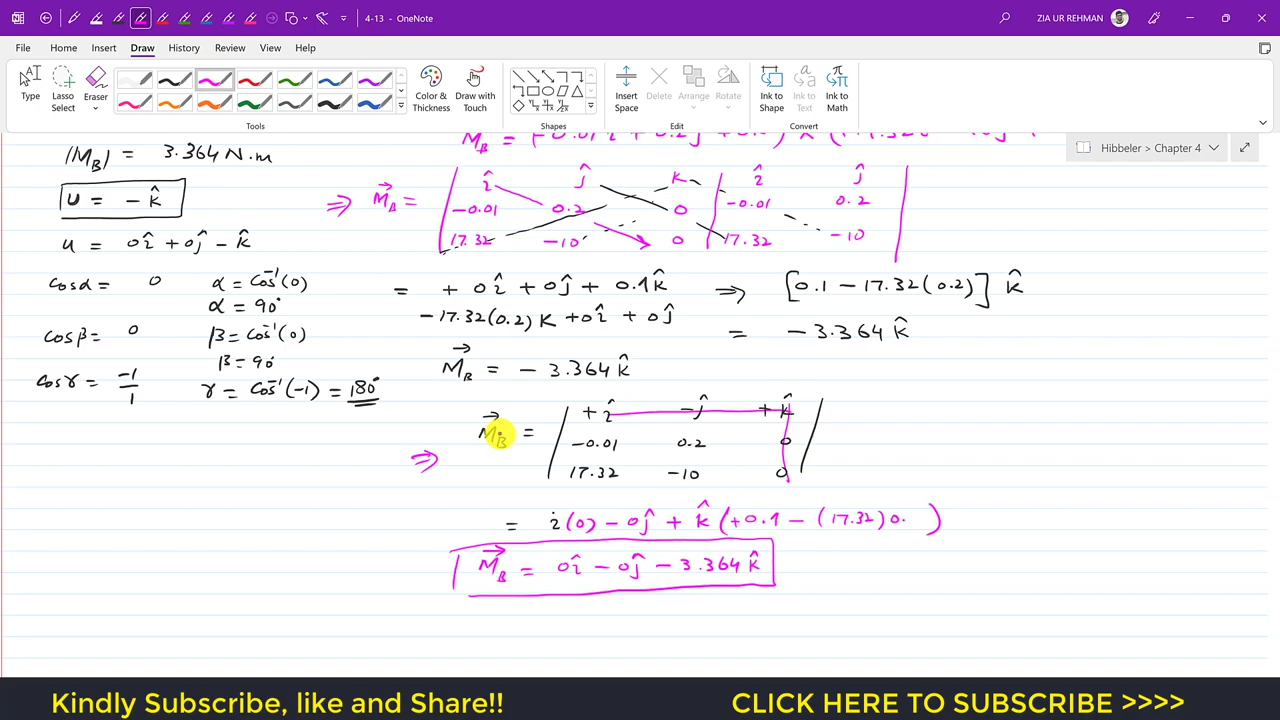 4-13 - OneNote
ZIA UR REHMAN
File Home Insert Draw History Review View Help
Type
Lasso Select
Eraser
Color & Thickness
Draw with Touch
Insert Space
Delete
Arrange
Rotate
Ink to Shape
Ink to Text
Ink to Math
Tools
Shapes
Edit
Convert
Hibbeler > Chapter 4
|M_B| = 3.364 N.m
u = - k̂
u = 0î + 0ĵ - k̂
cosα = 0 α = cos⁻¹(0)
α = 90°
cosβ = 0 β = cos⁻¹(0)
β = 90
cosγ = -1/1 γ = cos⁻¹(-1) = 180°
⇒ M⃗_B = | î ĵ k | î ĵ |
-0.01 0.2 0 | -0.01 0.2
17.32 -10 0 | 17.32 -10
= + 0î + 0ĵ + 0.1k̂ ⇒ [0.1 - 17.32(0.2)] k̂
-17.32(0.2) K + 0î + 0ĵ
= - 3.364 k̂
M⃗_B = - 3.364 k̂
⇒ M⃗_B = | +î -ĵ +k̂ |
-0.01 0.2 0
17.32 -10 0
= i(0) - 0ĵ + k̂ (+0.1 - (17.32)0. )
M⃗_B = 0î - 0ĵ - 3.364 k̂
Kindly Subscribe, like and Share!!
CLICK HERE TO SUBSCRIBE >>>>